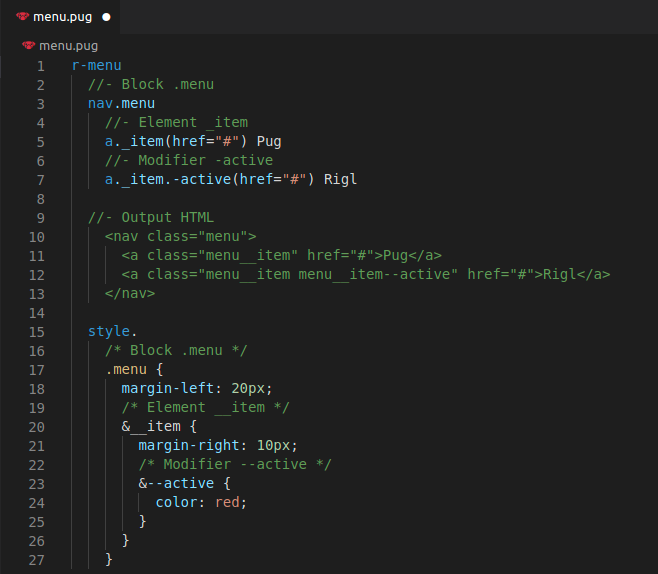 menu.pug ●
menu.pug
1 r-menu
2   //- Block .menu
3   nav.menu
4     //- Element _item
5     a._item(href="#") Pug
6     //- Modifier -active
7     a._item.-active(href="#") Rigl
8
9   //- Output HTML
10     <nav class="menu">
11       <a class="menu__item" href="#">Pug</a>
12       <a class="menu__item menu__item--active" href="#">Rigl</a>
13     </nav>
14
15   style.
16     /* Block .menu */
17     .menu {
18       margin-left: 20px;
19       /* Element __item */
20       &__item {
21         margin-right: 10px;
22         /* Modifier --active */
23         &--active {
24           color: red;
25         }
26       }
27     }